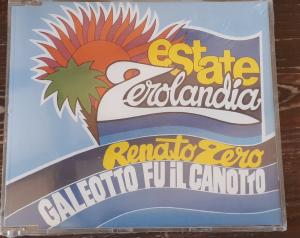 estate
Zerolandia
Renato Zero
GALEOTTO FU iL CANOTTO